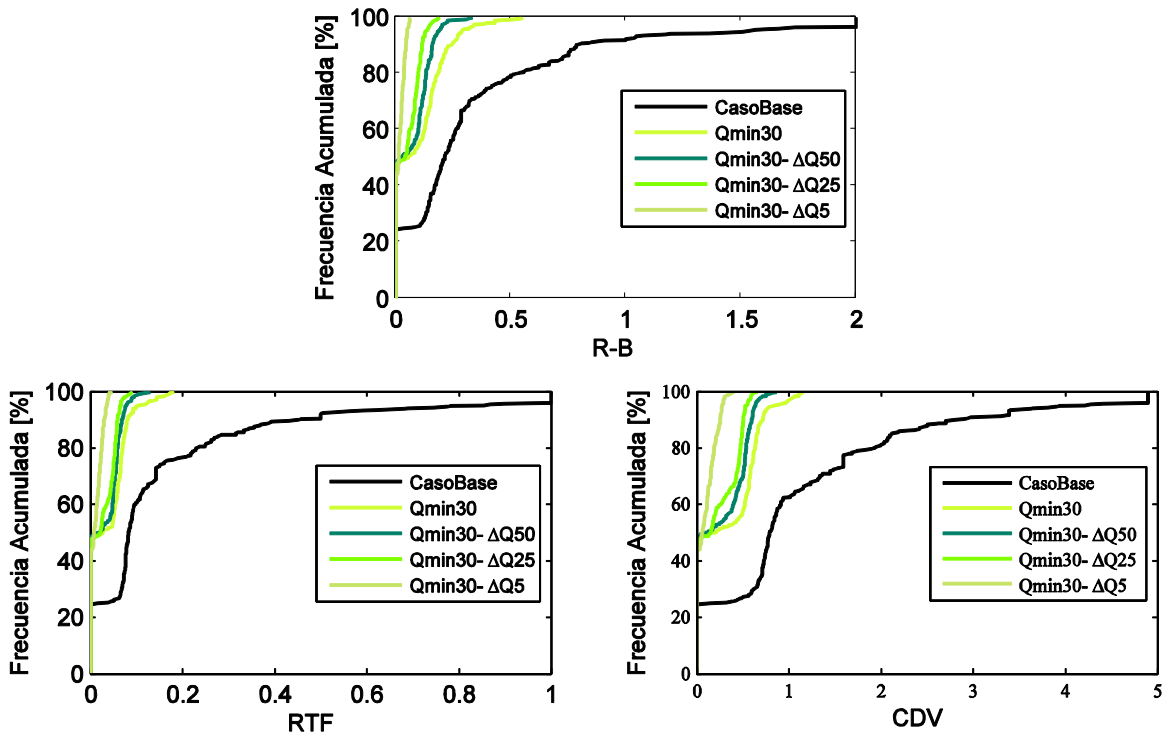 Frecuencia Acumulada [%]
100
80
60
40
20
0
0
0.5
1
1.5
2
R-B
CasoBase
Qmin30
Qmin30- ΔQ50
Qmin30- ΔQ25
Qmin30- ΔQ5
Frecuencia Acumulada [%]
100
80
60
40
20
0
0
0.2
0.4
0.6
0.8
1
RTF
CasoBase
Qmin30
Qmin30- ΔQ50
Qmin30- ΔQ25
Qmin30- ΔQ5
Frecuencia Acumulada [%]
100
80
60
40
20
0
0
1
2
3
4
5
CDV
CasoBase
Qmin30
Qmin30- ΔQ50
Qmin30- ΔQ25
Qmin30- ΔQ5